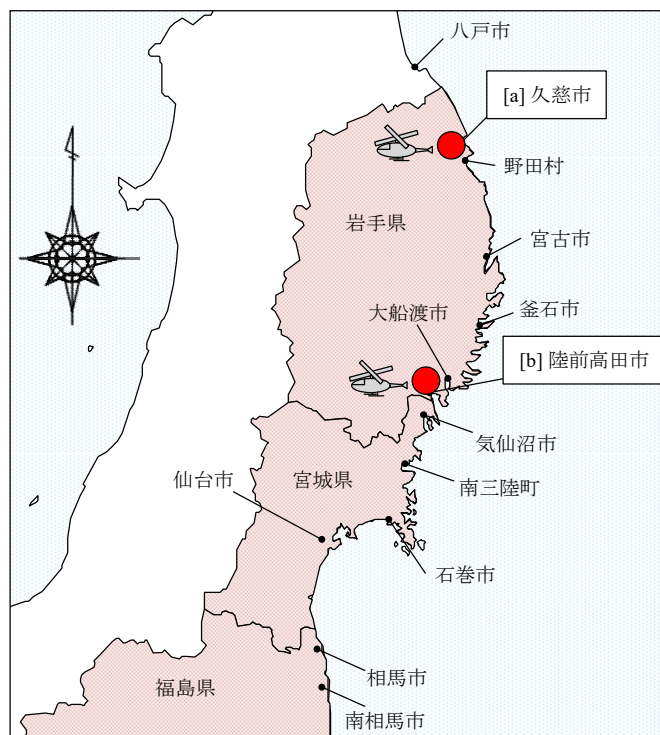 八戸市
[a] 久慈市
野田村
岩手県
宮古市
大船渡市
釜石市
[b] 陸前高田市
気仙沼市
仙台市
宮城県
南三陸町
石巻市
相馬市
福島県
南相馬市